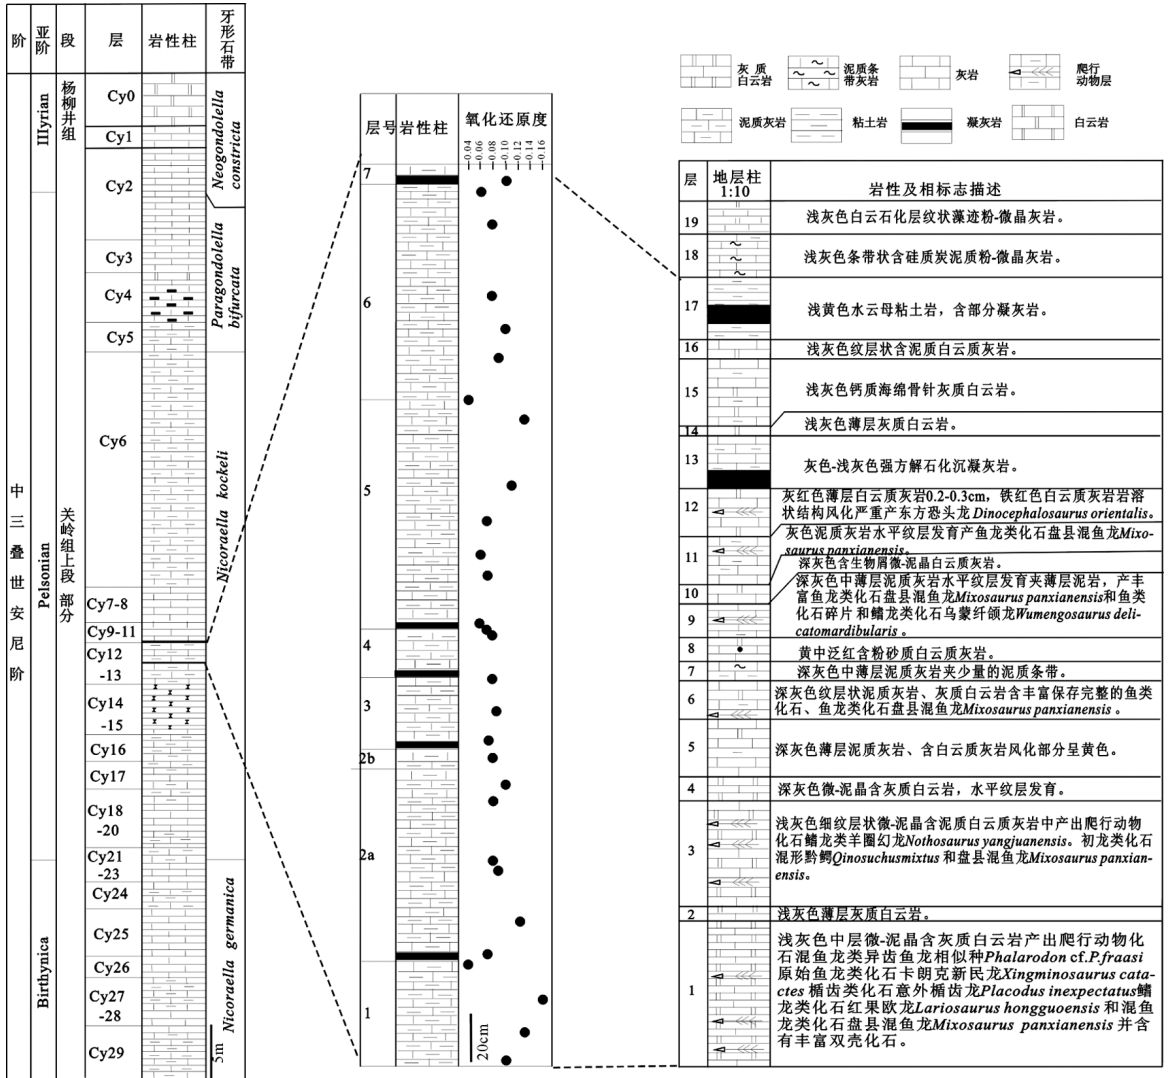 阶
亚阶
段
层
岩性柱
牙形石带
中三叠世安尼阶
Illyrian
Pelsonian
Birthynica
杨柳井组
关岭组上段 部分
Cy0
Cy1
Cy2
Cy3
Cy4
Cy5
Cy6
Cy7-8
Cy9-11
Cy12
-13
Cy14
-15
Cy16
Cy17
Cy18
-20
Cy21
-23
Cy24
Cy25
Cy26
Cy27
-28
Cy29
Neogondolella
constricta
Paragondolella
bifurcata
Nicoraella kockeli
Nicoraella germanica
5m
层号
岩性柱
氧化还原度
0.04
0.06
0.08
0.10
0.12
0.14
0.16
7
6
5
4
3
2b
2a
1
20cm
灰 质
白云岩
泥质条
带灰岩
灰岩
爬行
动物层
泥质灰岩
粘土岩
凝灰岩
白云岩
层
地层柱
1:10
岩性及相标志描述
19
浅灰色白云石化层纹状藻迹粉-微晶灰岩。
18
浅灰色条带状含硅质炭泥质粉-微晶灰岩。
17
浅黄色水云母粘土岩，含部分凝灰岩。
16
浅灰色纹层状含泥质白云质灰岩。
15
浅灰色钙质海绵骨针灰质白云岩。
14
浅灰色薄层灰质白云岩。
13
灰色-浅灰色强方解石化沉凝灰岩。
12
灰红色薄层白云质灰岩0.2-0.3cm，铁红色白云质灰岩岩溶
状结构风化严重产东方恐头龙Dinocephalosaurus orientalis。
11
灰色泥质灰岩水平纹层发育产鱼龙类化石盘县混鱼龙Mixo-
saurus panxianensis。
10
深灰色含生物屑微-泥晶白云质灰岩。
9
深灰色中薄层泥质灰岩水平纹层发育夹薄层泥岩，产丰
富鱼龙类化石盘县混鱼龙Mixosaurus panxianensis和鱼类
化石碎片和鳍龙类化石乌蒙纤颌龙Wumengosaurus deli-
catomardibularis。
8
黄中泛红含粉砂质白云质灰岩。
7
深灰色中薄层泥质灰岩夹少量的泥质条带。
6
深灰色纹层状泥质灰岩、灰质白云岩含丰富保存完整的鱼类
化石、鱼龙类化石盘县混鱼龙Mixosaurus panxianensis。
5
深灰色薄层泥质灰岩、含白云质灰岩风化部分呈黄色。
4
深灰色微-泥晶含灰质白云岩，水平纹层发育。
3
浅灰色细纹层状微-泥晶含泥质白云质灰岩中产出爬行动物
化石鳍龙类羊圈幻龙Nothosaurus yangjuanensis。初龙类化石
混形黔鳄Qinosuchusmixtus和盘县混鱼龙Mixosaurus panxian-
ensis。
2
浅灰色薄层灰质白云岩。
1
浅灰色中层微-泥晶含灰质白云岩产出爬行动物化
石混鱼龙类异齿鱼龙相似种Phalarodon cf.P.fraasi
原始鱼龙类化石卡朗克新民龙Xingminosaurus cata-
ctes 楯齿类化石意外楯齿龙Placodus inexpectatus鳍
龙类化石红果欧龙Lariosaurus hongguoensis 和混鱼
龙类化石盘县混鱼龙Mixosaurus panxianensis 并含
有丰富双壳化石。